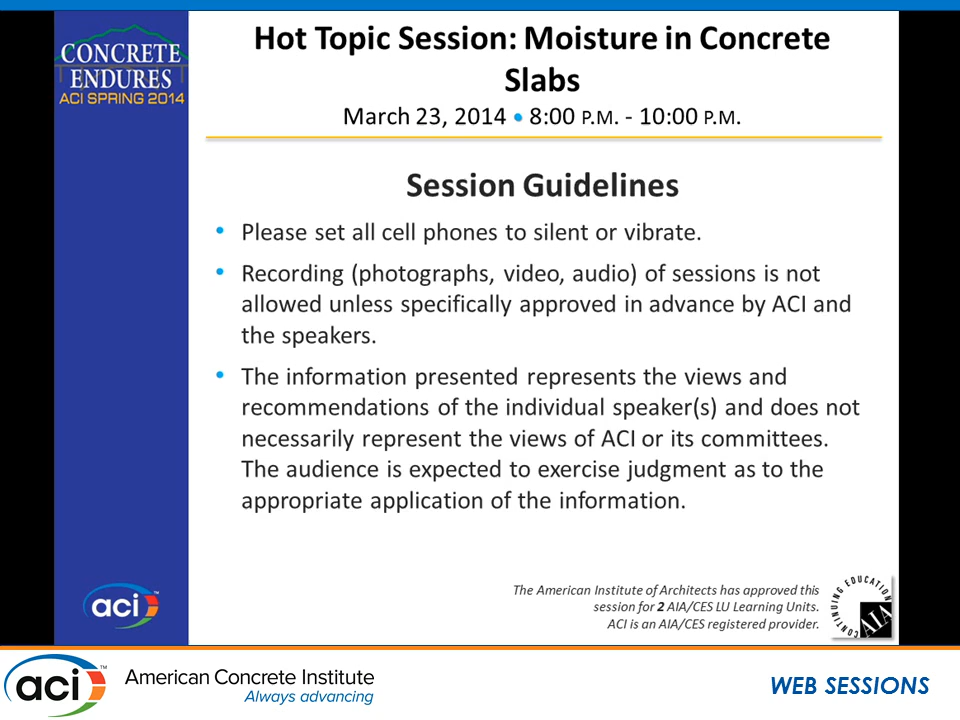 CONCRETE
ENDURES
ACI SPRING 2014
Hot Topic Session: Moisture in Concrete
Slabs
March 23, 2014 • 8:00 P.M. - 10:00 P.M.
Session Guidelines
• Please set all cell phones to silent or vibrate.
• Recording (photographs, video, audio) of sessions is not
allowed unless specifically approved in advance by ACI and
the speakers.
• The information presented represents the views and
recommendations of the individual speaker(s) and does not
necessarily represent the views of ACI or its committees.
The audience is expected to exercise judgment as to the
appropriate application of the information.
The American Institute of Architects has approved this
session for 2 AIA/CES LU Learning Units.
ACI is an AIA/CES registered provider.
CONTINUING EDUCATION
AIA
aci™
aci™
American Concrete Institute
Always advancing
WEB SESSIONS